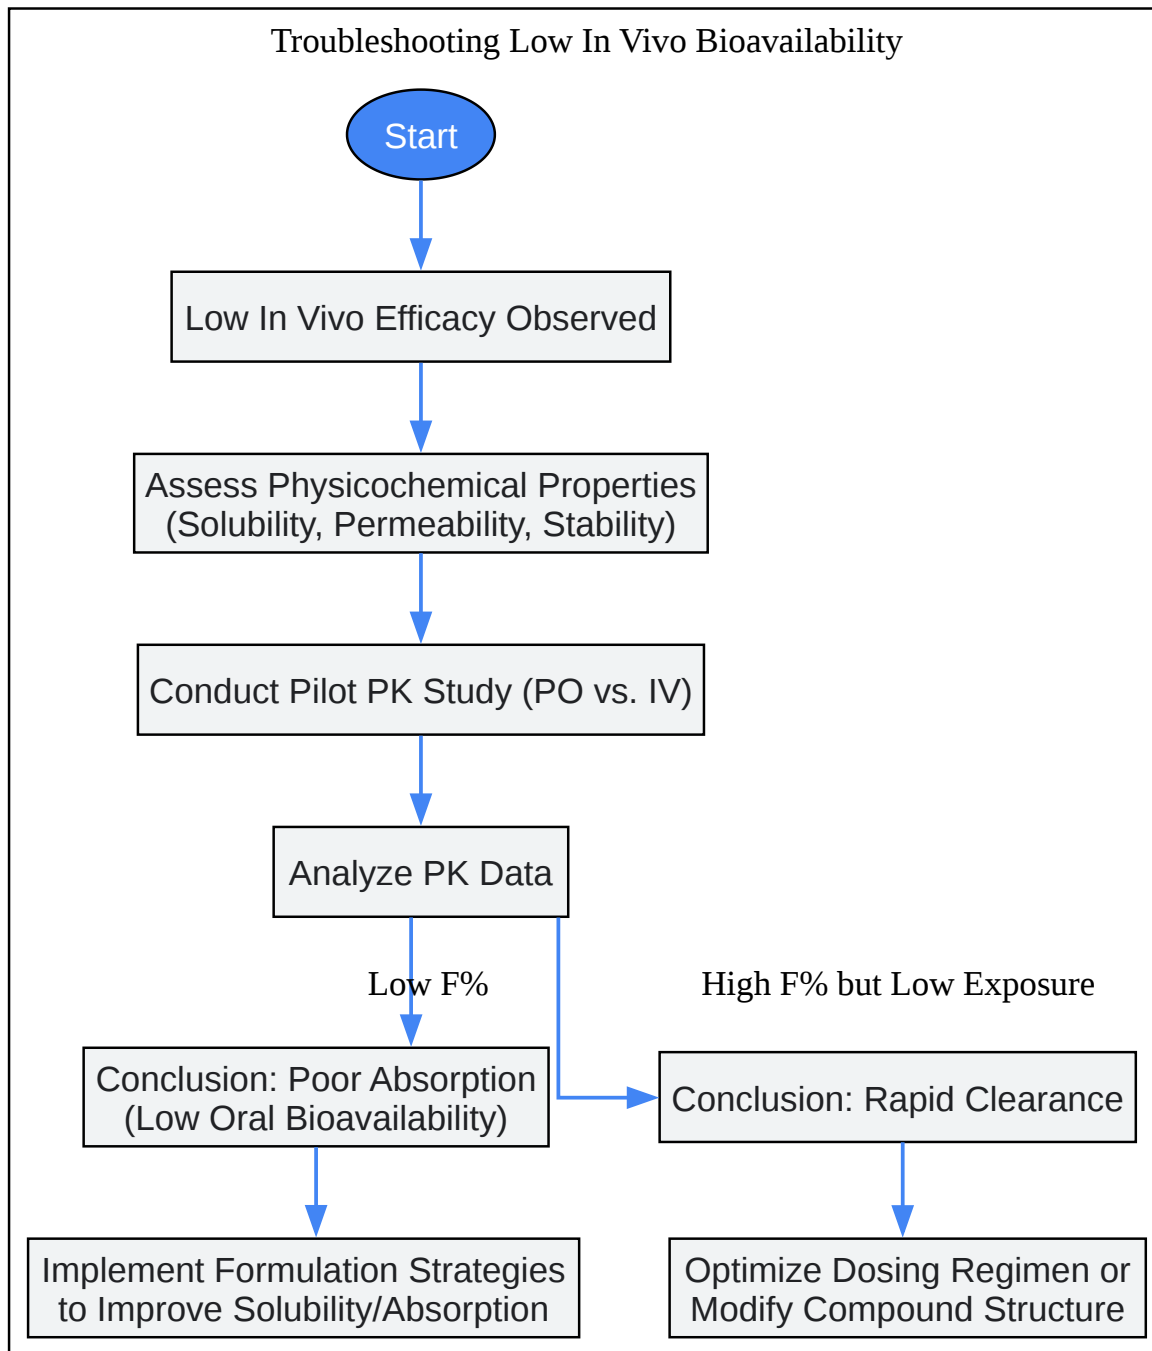 Troubleshooting Low In Vivo Bioavailability
Start
Low In Vivo Efficacy Observed
Assess Physicochemical Properties
(Solubility, Permeability, Stability)
Conduct Pilot PK Study (PO vs. IV)
Analyze PK Data
Low F%
High F% but Low Exposure
Conclusion: Poor Absorption
(Low Oral Bioavailability)
Conclusion: Rapid Clearance
Implement Formulation Strategies
to Improve Solubility/Absorption
Optimize Dosing Regimen or
Modify Compound Structure